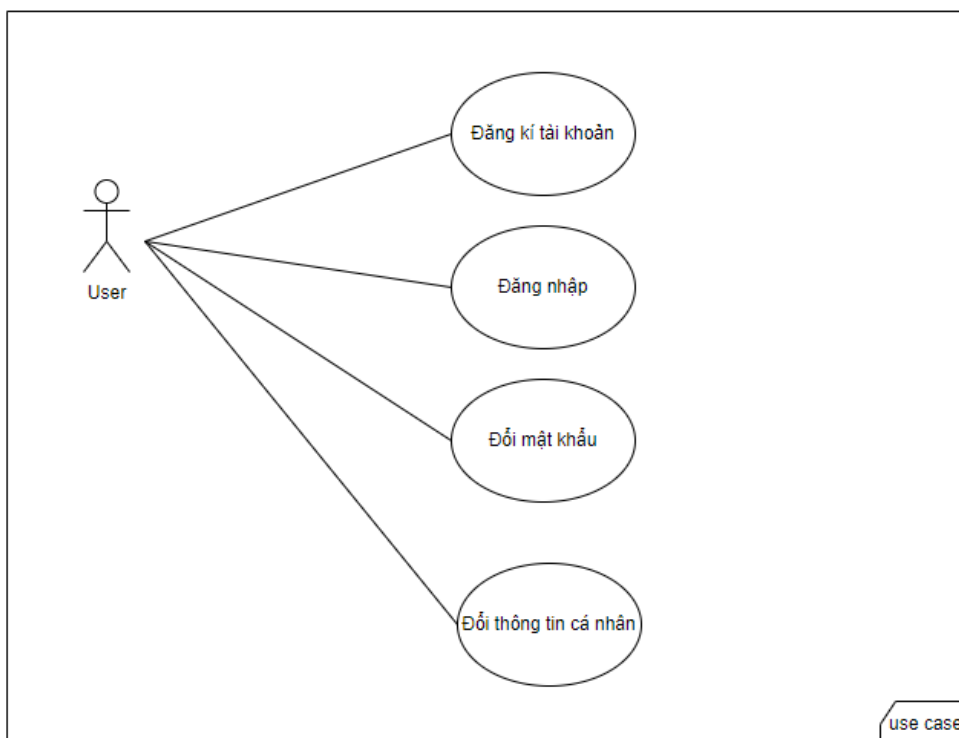 Đăng kí tài khoản
User
Đăng nhập
Đổi mật khẩu
Đổi thông tin cá nhân
use case